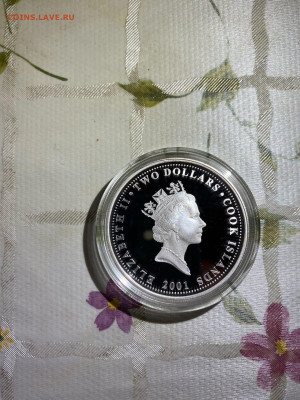 COINS.LAVE.RU
ELIZABETH II · TWO DOLLARS · COOK ISLANDS
2001